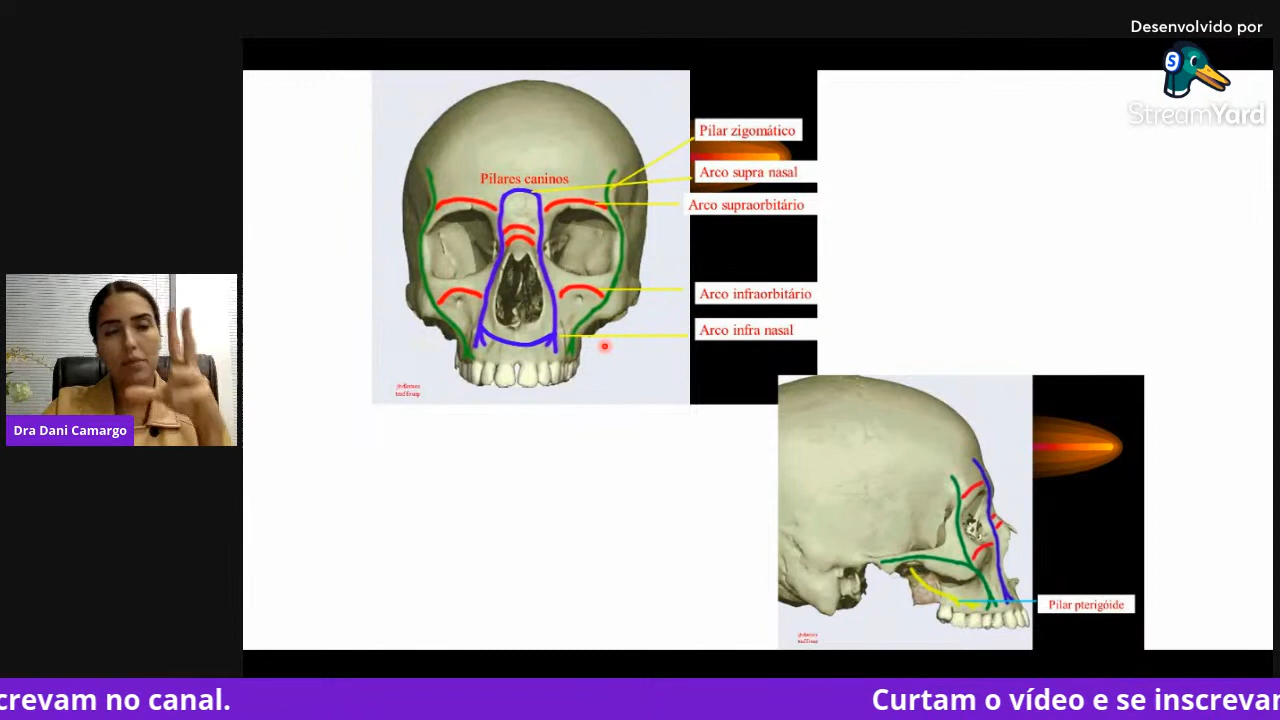 Desenvolvido por
S
StreamYard
Pilar zigomático
Arco supra nasal
Pilares caninos
Arco supraorbitário
Arco infraorbitário
Arco infra nasal
Dra Dani Camargo
Pilar pterigóide
crevam no canal.
Curtam o vídeo e se inscrevar